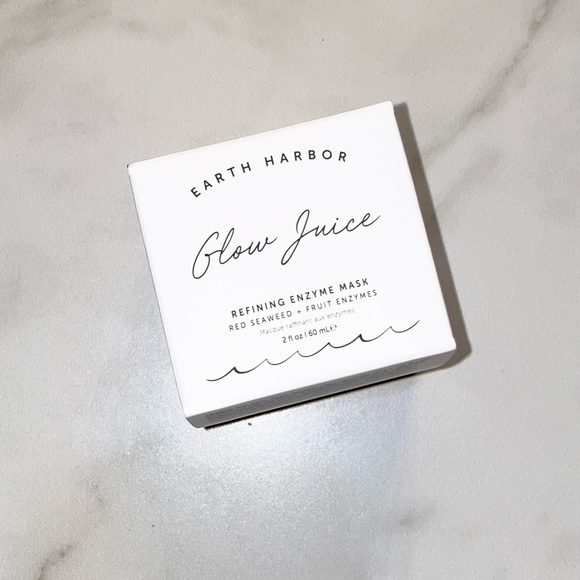 EARTH HARBOR
Glow Juice
REFINING ENZYME MASK
RED SEAWEED + FRUIT ENZYMES
Masque raffinant aux enzymes
2 fl oz | 60 mL ℮